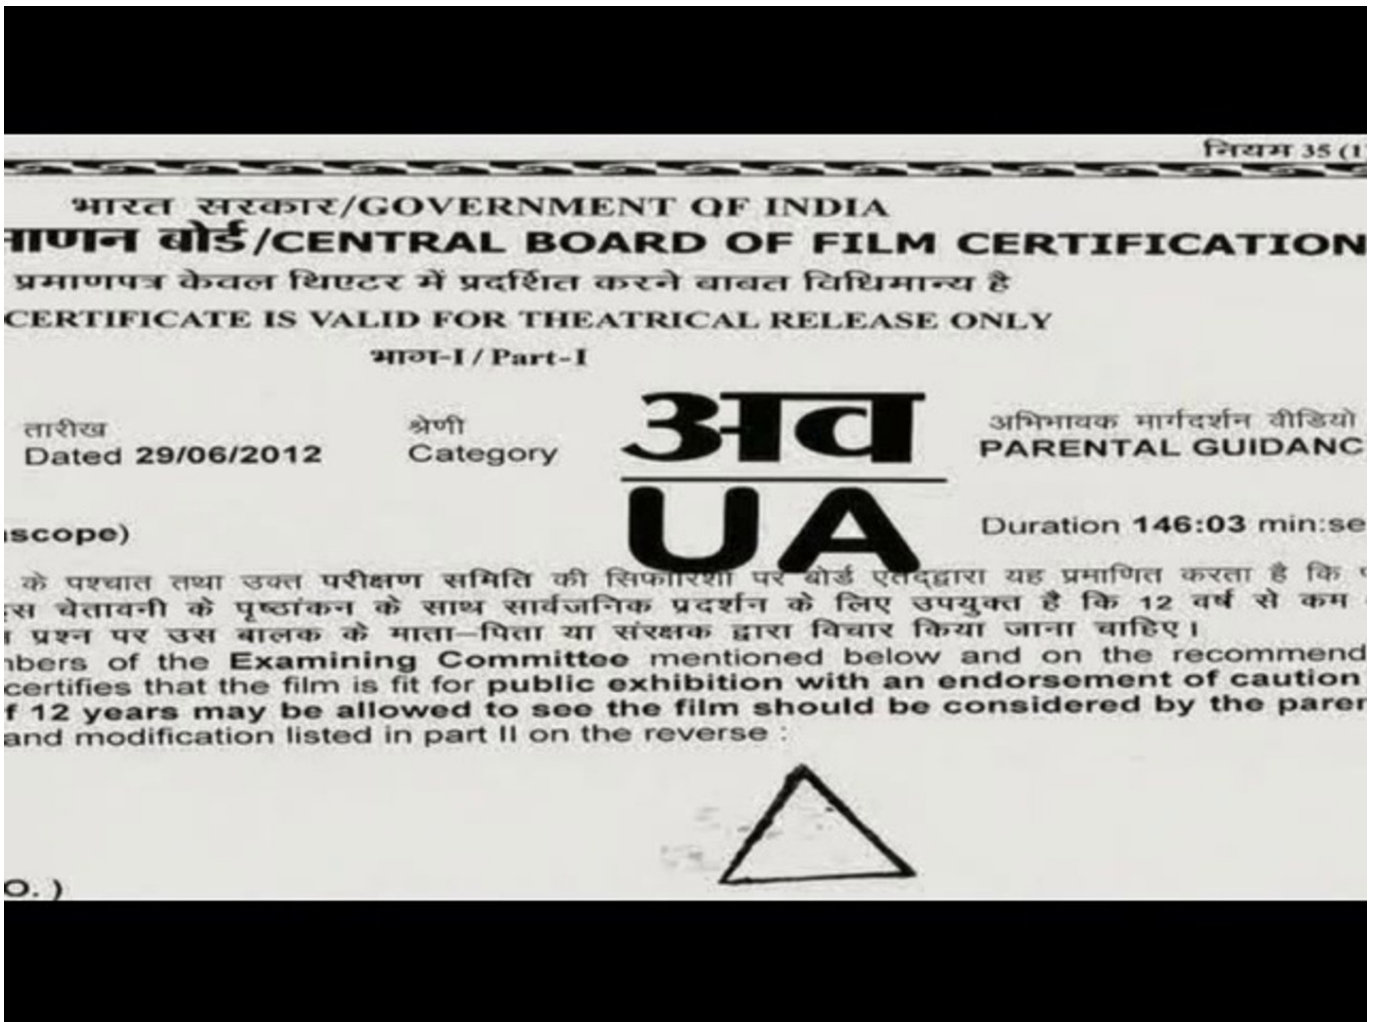 नियम 35 (1
भारत सरकार/GOVERNMENT OF INDIA
माणन बोर्ड/CENTRAL BOARD OF FILM CERTIFICATION
प्रमाणपत्र केवल थिएटर में प्रदर्शित करने बाबत विधिमान्य है
CERTIFICATE IS VALID FOR THEATRICAL RELEASE ONLY
भाग-I / Part-I
तारीख श्रेणी अव अभिभावक मार्गदर्शन वीडियो
Dated 29/06/2012 Category UA PARENTAL GUIDANC
scope) Duration 146:03 min:se
के पश्चात तथा उक्त परीक्षण समिति की सिफारिशों पर बोर्ड एतद्द्वारा यह प्रमाणित करता है कि
स चेतावनी के पृष्ठांकन के साथ सार्वजनिक प्रदर्शन के लिए उपयुक्त है कि 12 वर्ष से कम
प्रश्न पर उस बालक के माता-पिता या संरक्षक द्वारा विचार किया जाना चाहिए।
bers of the Examining Committee mentioned below and on the recommend
certifies that the film is fit for public exhibition with an endorsement of caution
f 12 years may be allowed to see the film should be considered by the paren
and modification listed in part II on the reverse :
O. )